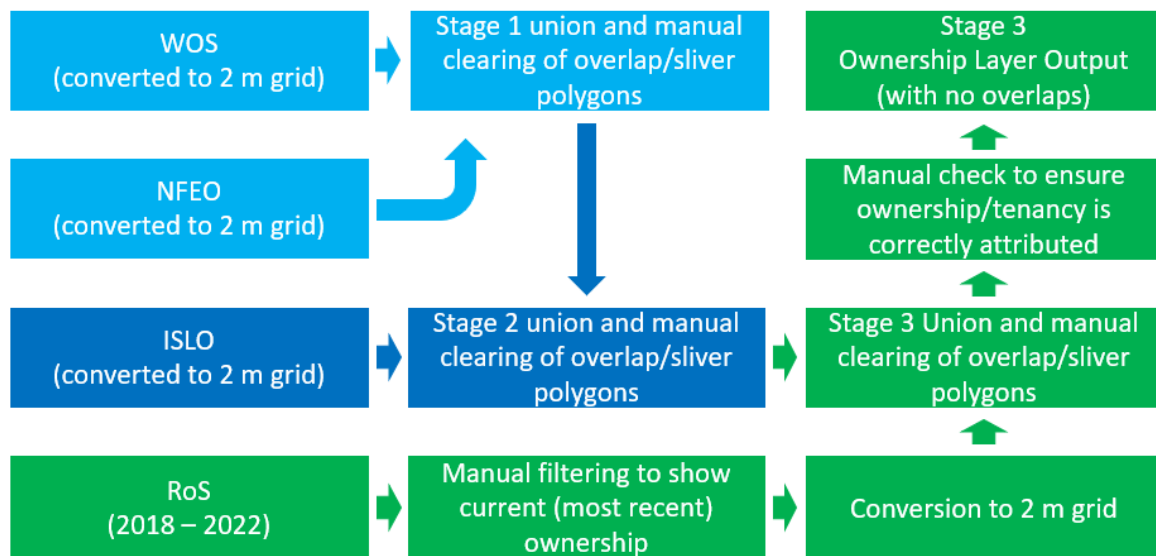 WOS
(converted to 2 m grid)
Stage 1 union and manual
clearing of overlap/sliver
polygons
Stage 3
Ownership Layer Output
(with no overlaps)
NFEO
(converted to 2 m grid)
Manual check to ensure
ownership/tenancy is
correctly attributed
ISLO
(converted to 2 m grid)
Stage 2 union and manual
clearing of overlap/sliver
polygons
Stage 3 Union and manual
clearing of overlap/sliver
polygons
RoS
(2018 – 2022)
Manual filtering to show
current (most recent)
ownership
Conversion to 2 m grid